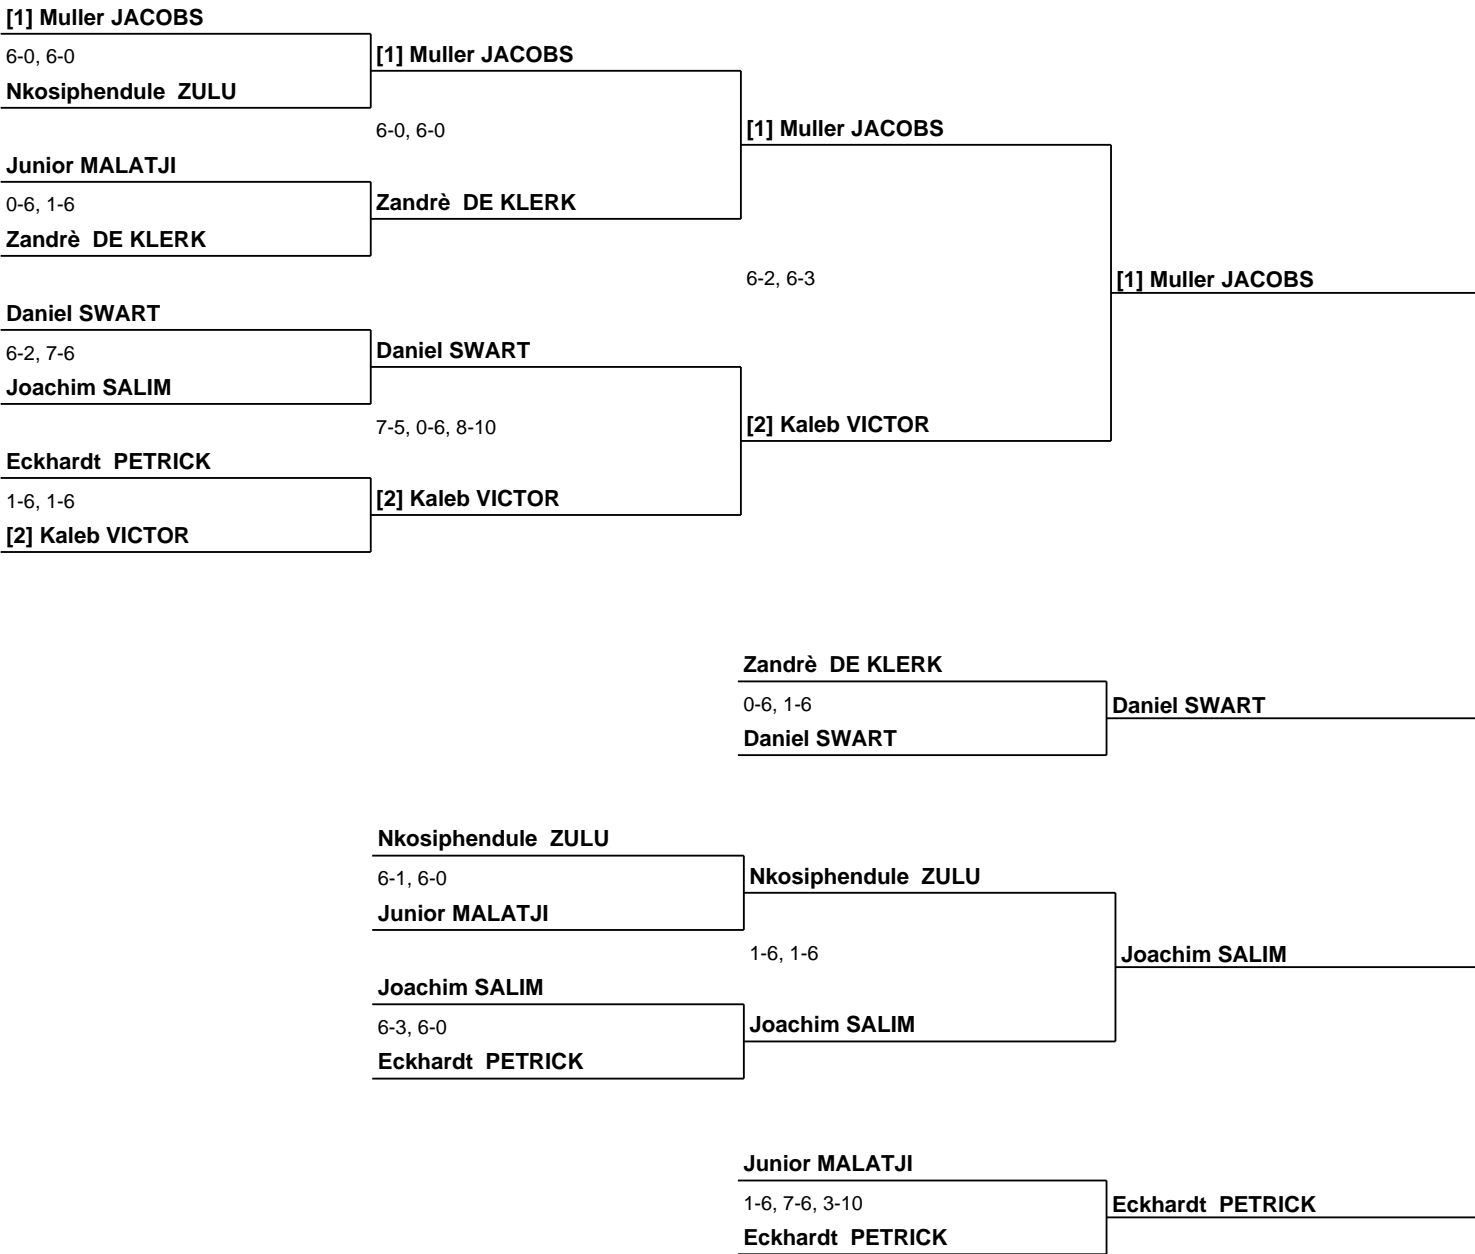 [1] Muller JACOBS
6-0, 6-0
[1] Muller JACOBS
Nkosiphendule ZULU
6-0, 6-0
[1] Muller JACOBS
Junior MALATJI
0-6, 1-6
Zandrè DE KLERK
Zandrè DE KLERK
6-2, 6-3
[1] Muller JACOBS
Daniel SWART
6-2, 7-6
Daniel SWART
Joachim SALIM
7-5, 0-6, 8-10
[2] Kaleb VICTOR
Eckhardt PETRICK
1-6, 1-6
[2] Kaleb VICTOR
[2] Kaleb VICTOR
Zandrè DE KLERK
0-6, 1-6
Daniel SWART
Daniel SWART
Nkosiphendule ZULU
6-1, 6-0
Nkosiphendule ZULU
Junior MALATJI
1-6, 1-6
Joachim SALIM
Joachim SALIM
6-3, 6-0
Joachim SALIM
Eckhardt PETRICK
Junior MALATJI
1-6, 7-6, 3-10
Eckhardt PETRICK
Eckhardt PETRICK